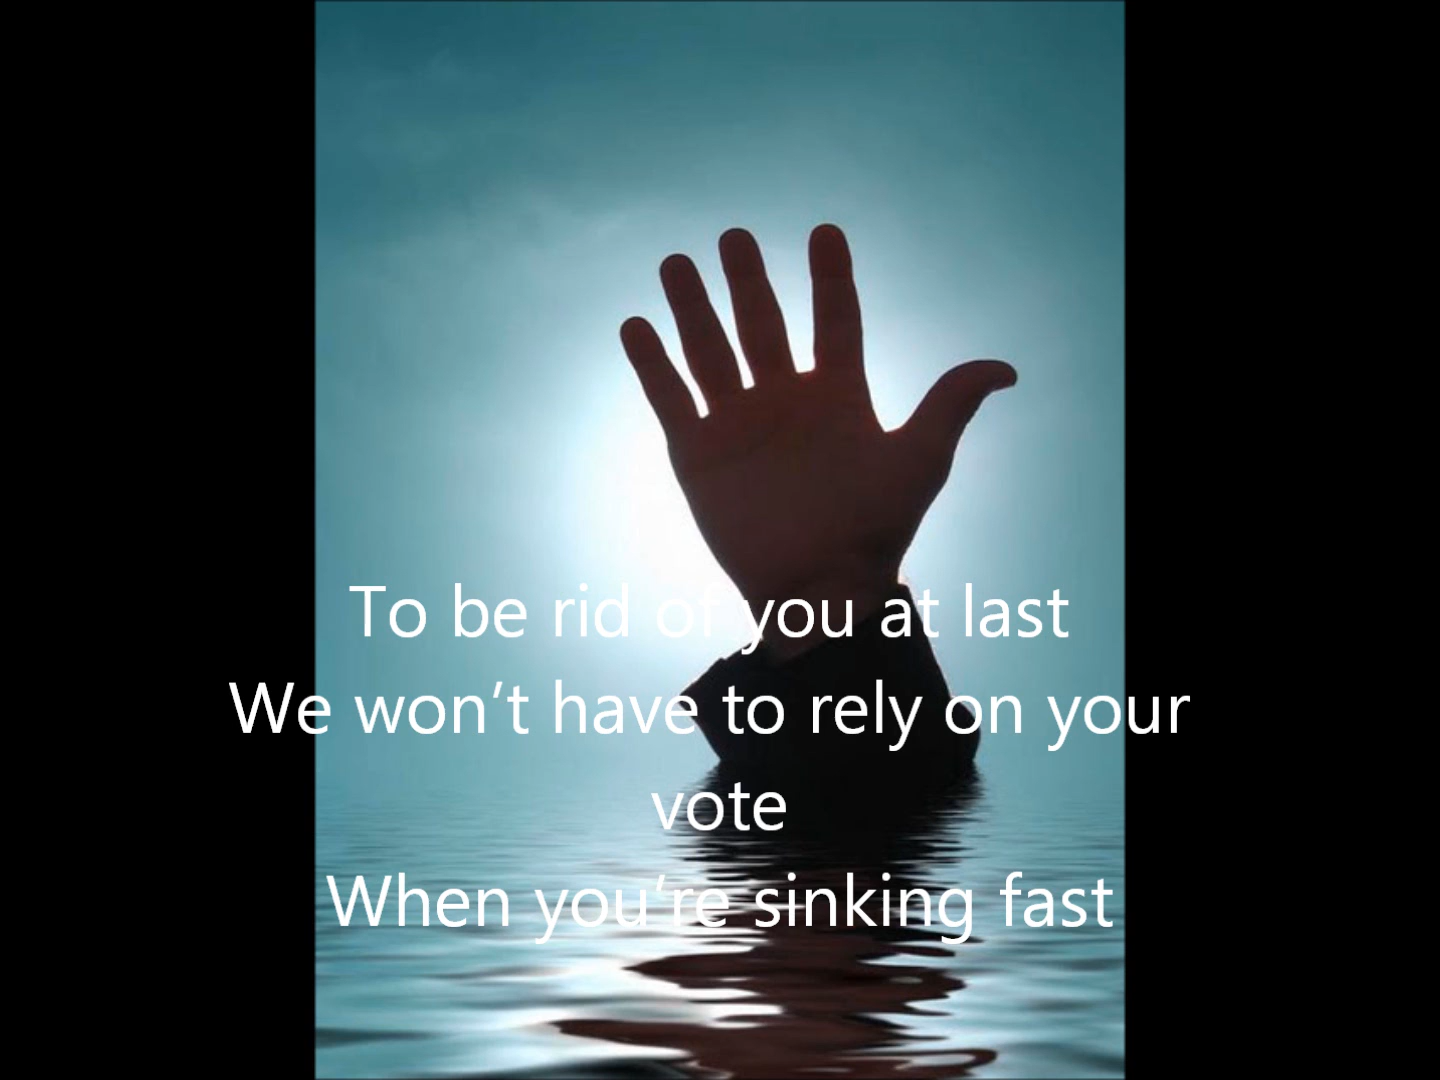 To be rid of you at last
We won’t have to rely on your
vote
When you’re sinking fast